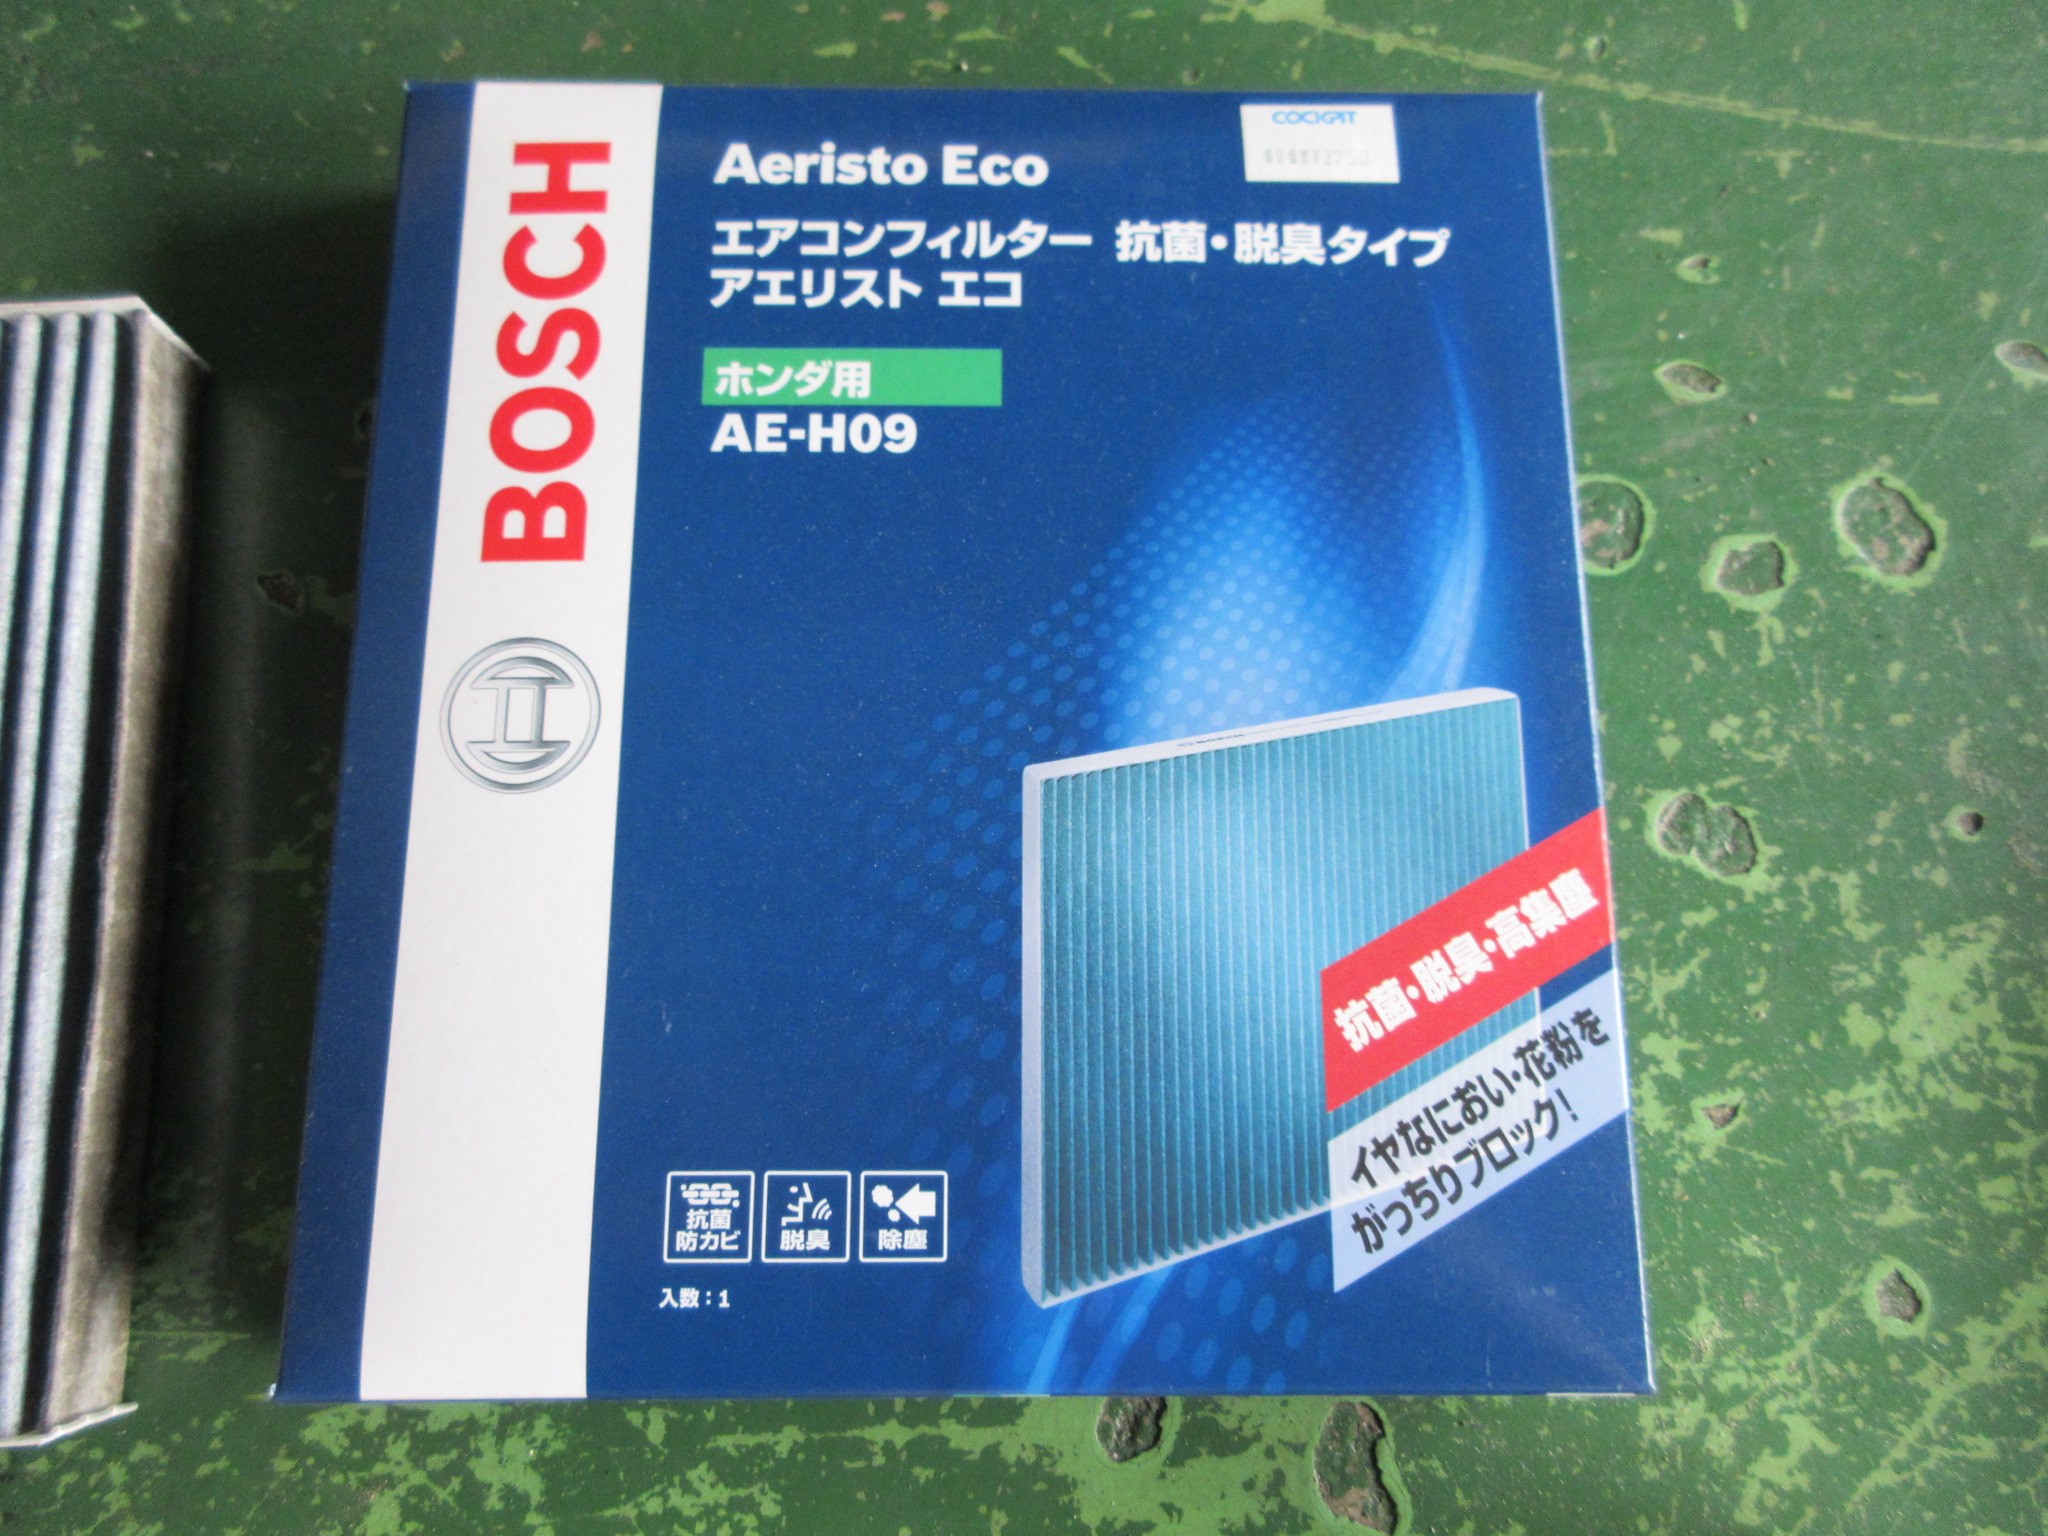 BOSCH
Aeristo Eco
COCKPIT
エアコンフィルター 抗菌・脱臭タイプ
アエリスト エコ
ホンダ用
AE-H09
抗菌・脱臭・高集塵
イヤなにおい・花粉を
がっちりブロック!
抗菌
防カビ
脱臭
除塵
入数:1